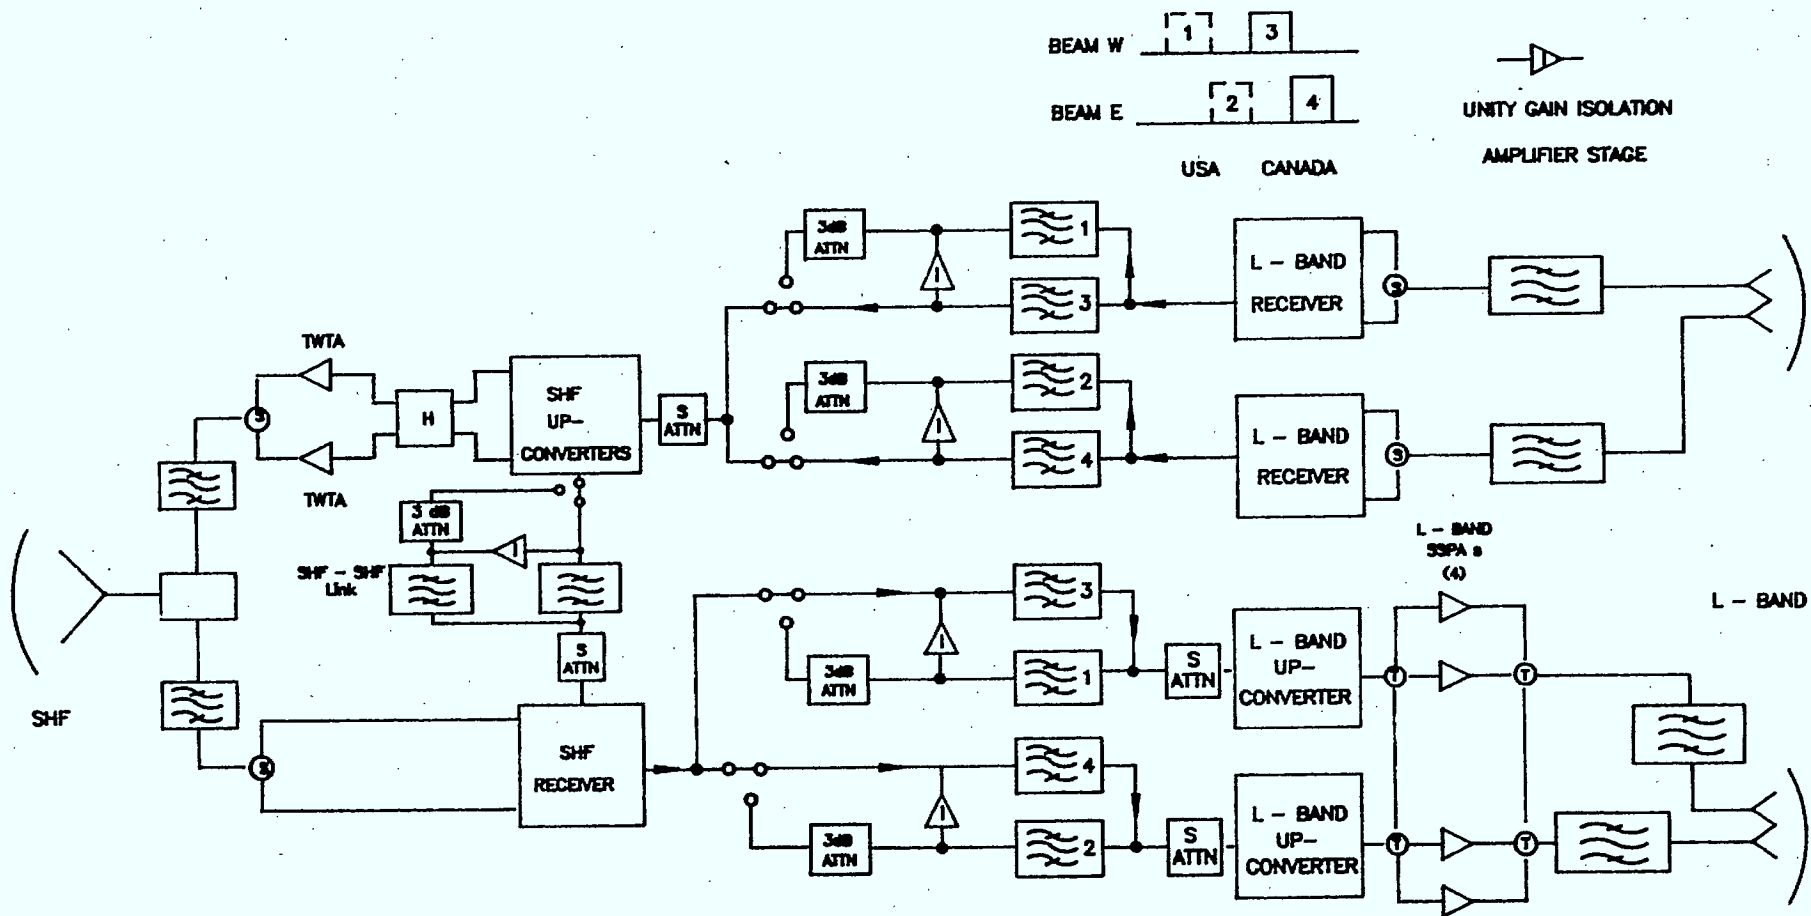 BEAM W
1
3
BEAM E
2
4
USA CANADA
UNITY GAIN ISOLATION
AMPLIFIER STAGE
3dB
ATTN
1
3
L - BAND
RECEIVER
S
TWTA
H
SHF
UP-
CONVERTERS
S
ATTN
S
TWTA
3dB
ATTN
2
4
L - BAND
RECEIVER
S
3 dB
ATTN
SHF - SHF
Link
S
ATTN
L - BAND
SSPA s
(4)
L - BAND
3
3dB
ATTN
1
S
ATTN
L - BAND
UP-
CONVERTER
T
T
SHF
S
SHF
RECEIVER
4
3dB
ATTN
2
S
ATTN
L - BAND
UP-
CONVERTER
T
T